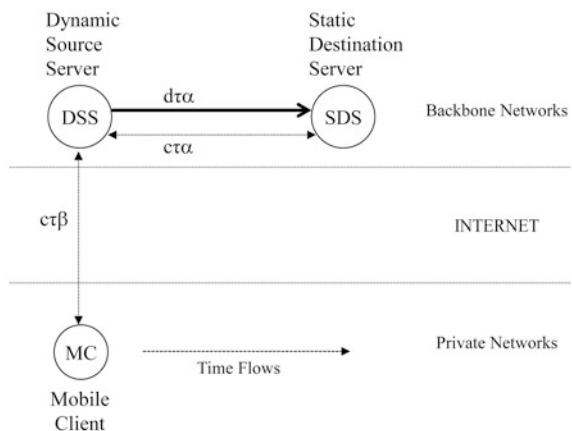 Dynamic
Source
Server
Static
Destination
Server
DSS
dτα
SDS
Backbone Networks
cτα
cτβ
INTERNET
MC
Time Flows
Private Networks
Mobile
Client